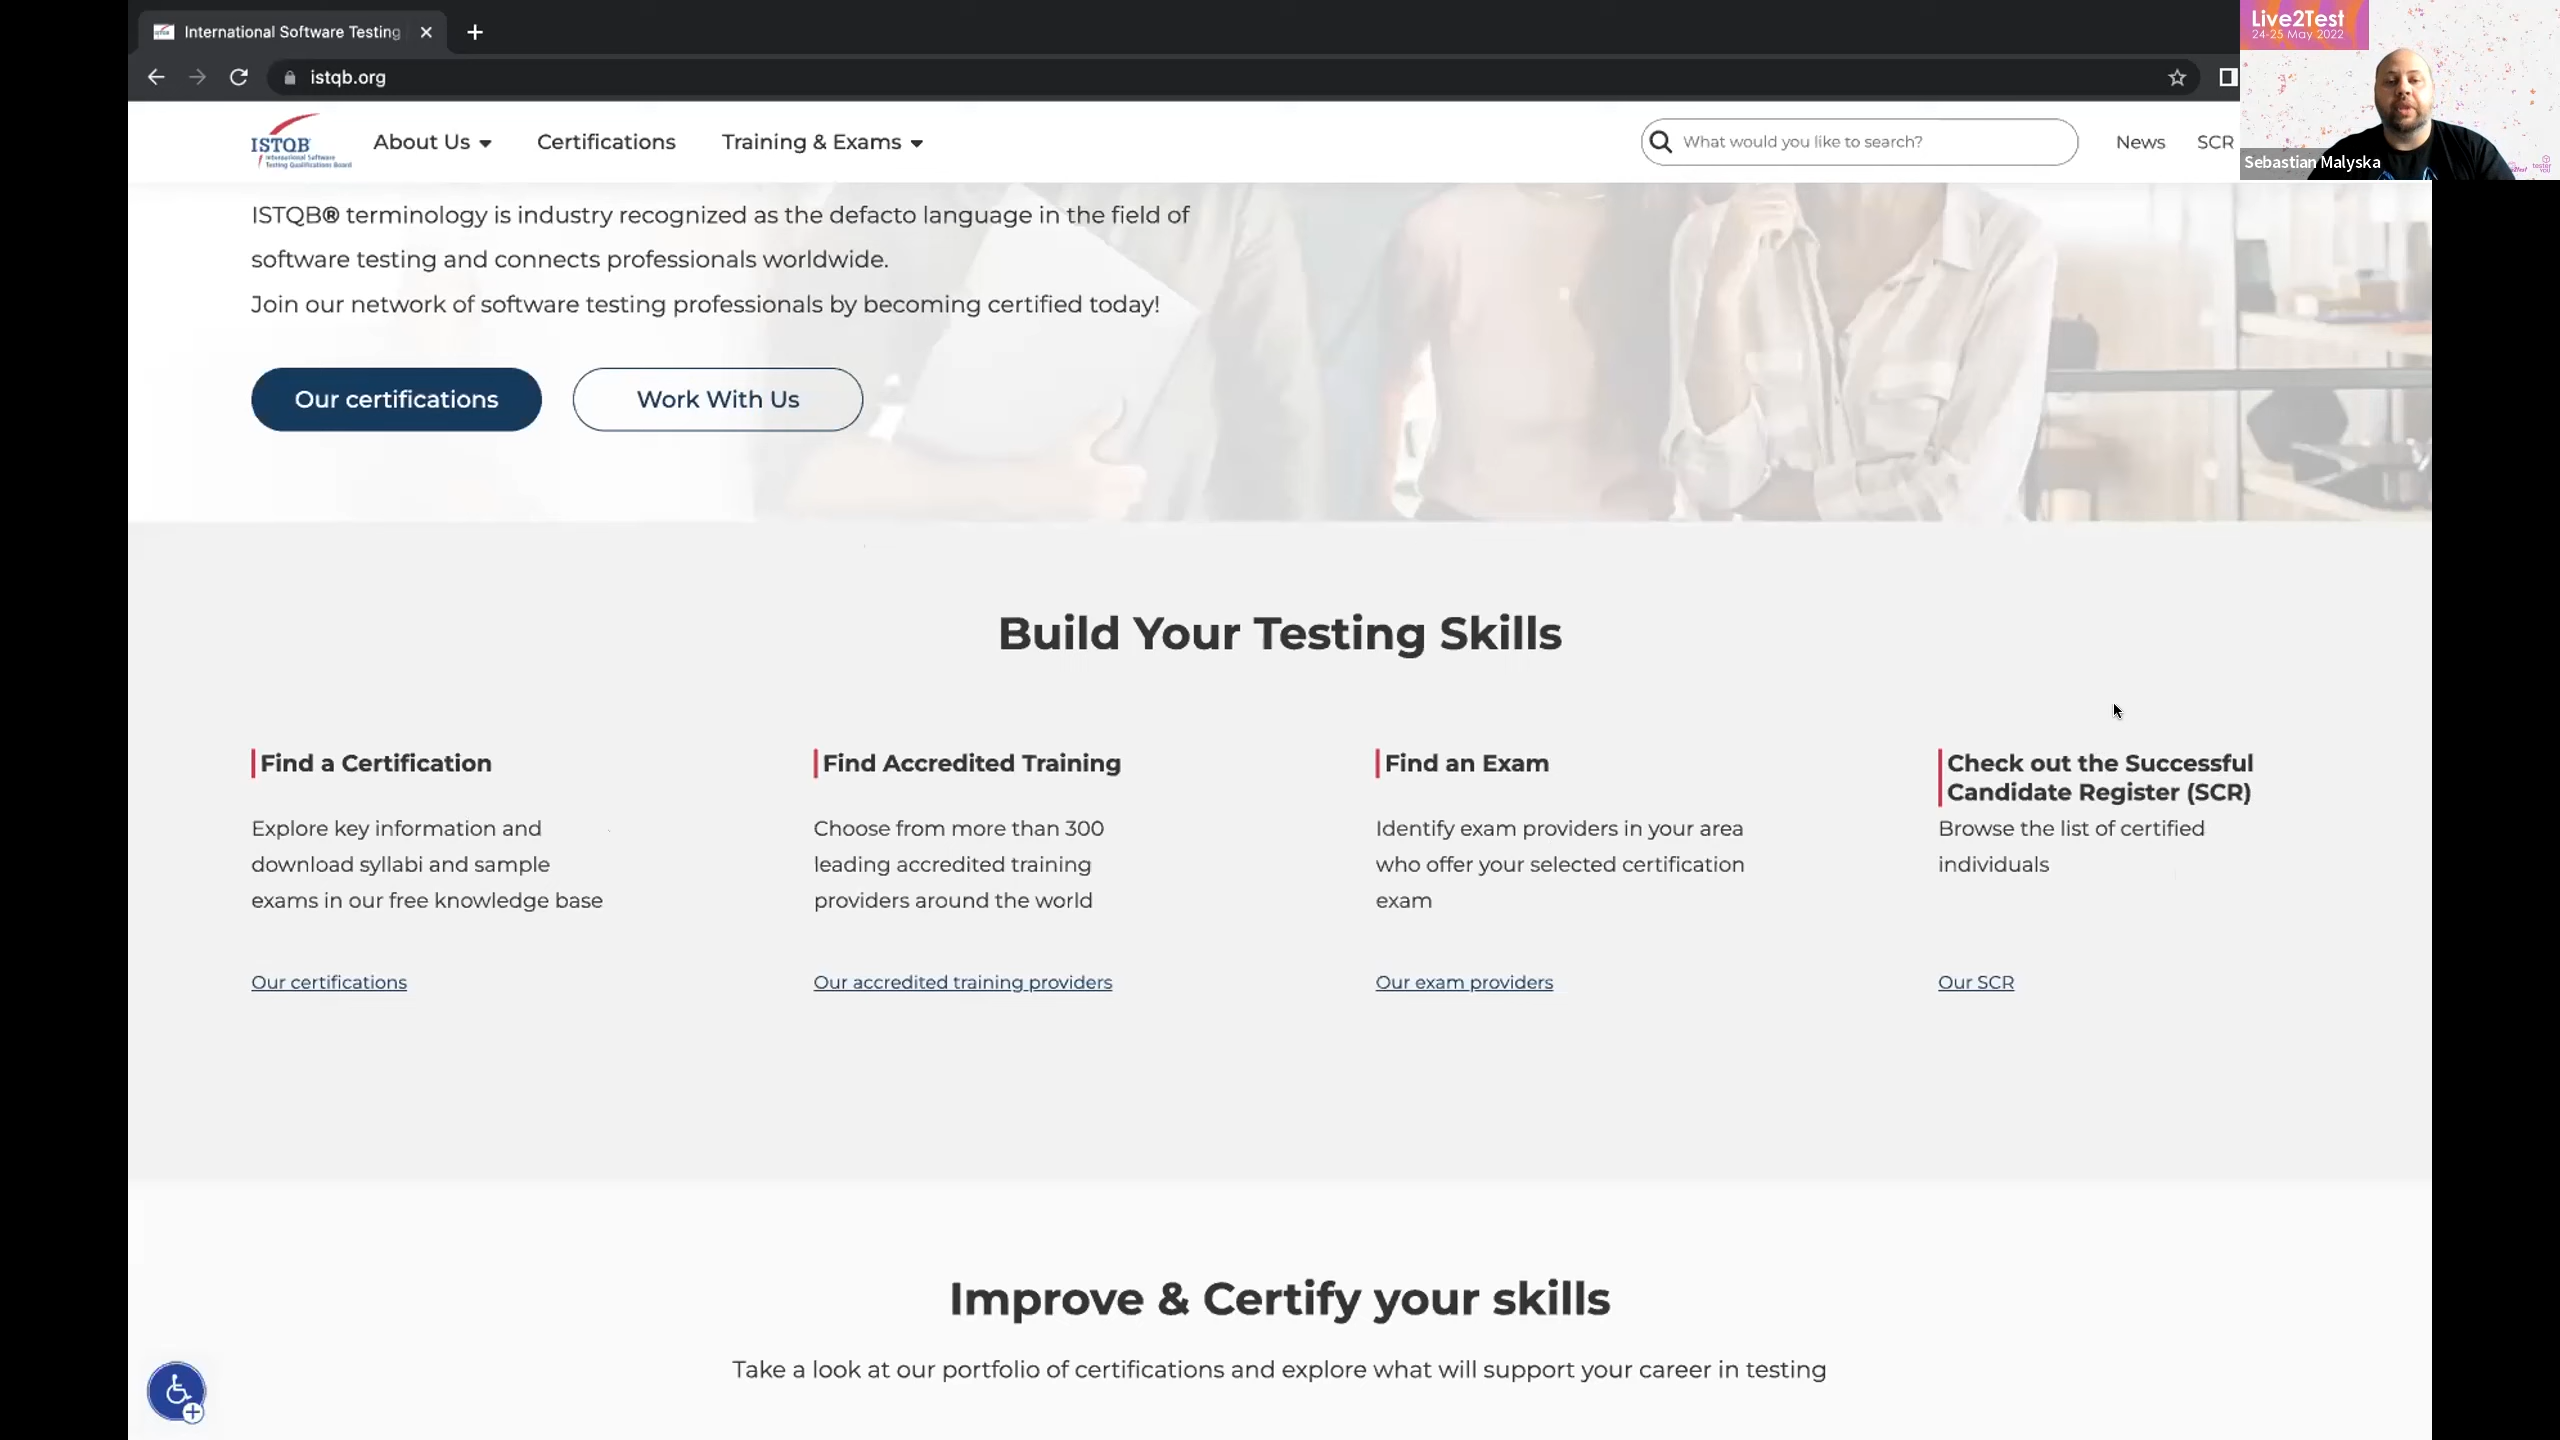 International Software Testing
istqb.org
Live2Test
24-25 May 2022
Sebastian Malyska
ISTQB
International Software
Testing Qualifications Board
About Us
Certifications
Training & Exams
What would you like to search?
News
SCR
ISTQB® terminology is industry recognized as the defacto language in the field of
software testing and connects professionals worldwide.
Join our network of software testing professionals by becoming certified today!
Our certifications
Work With Us
Build Your Testing Skills
Find a Certification
Explore key information and
download syllabi and sample
exams in our free knowledge base
Our certifications
Find Accredited Training
Choose from more than 300
leading accredited training
providers around the world
Our accredited training providers
Find an Exam
Identify exam providers in your area
who offer your selected certification
exam
Our exam providers
Check out the Successful
Candidate Register (SCR)
Browse the list of certified
individuals
Our SCR
Improve & Certify your skills
Take a look at our portfolio of certifications and explore what will support your career in testing